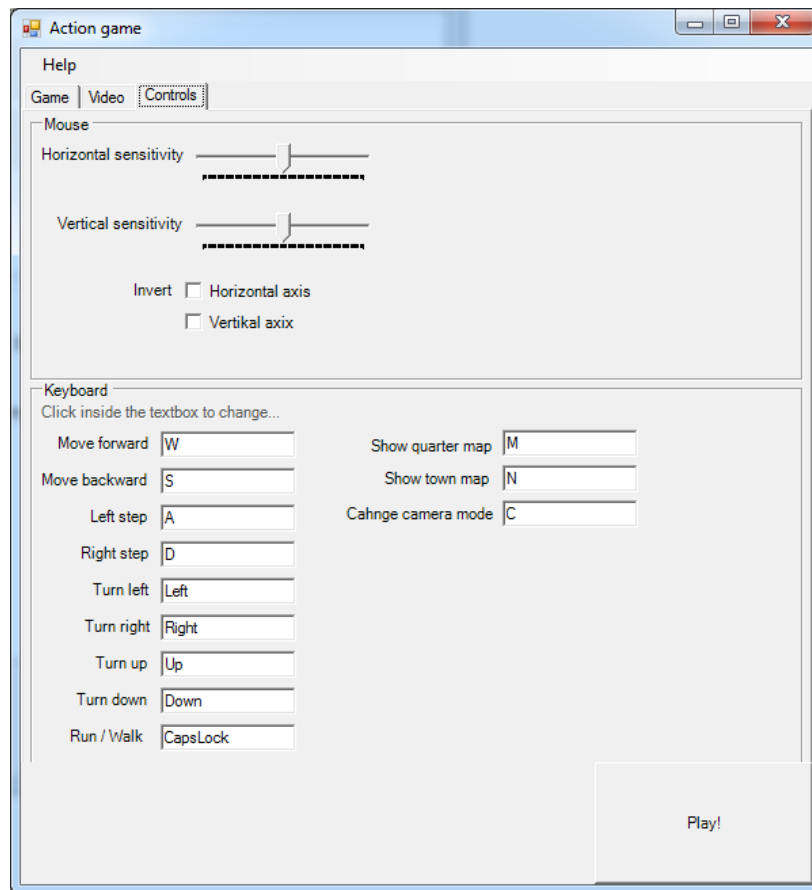 Action game
Help
Game Video Controls
Mouse
Horizontal sensitivity
Vertical sensitivity
Invert Horizontal axis
Vertikal axix
Keyboard
Click inside the textbox to change...
Move forward W
Move backward S
Left step A
Right step D
Turn left Left
Turn right Right
Turn up Up
Turn down Down
Run / Walk CapsLock
Show quarter map M
Show town map N
Cahnge camera mode C
Play!